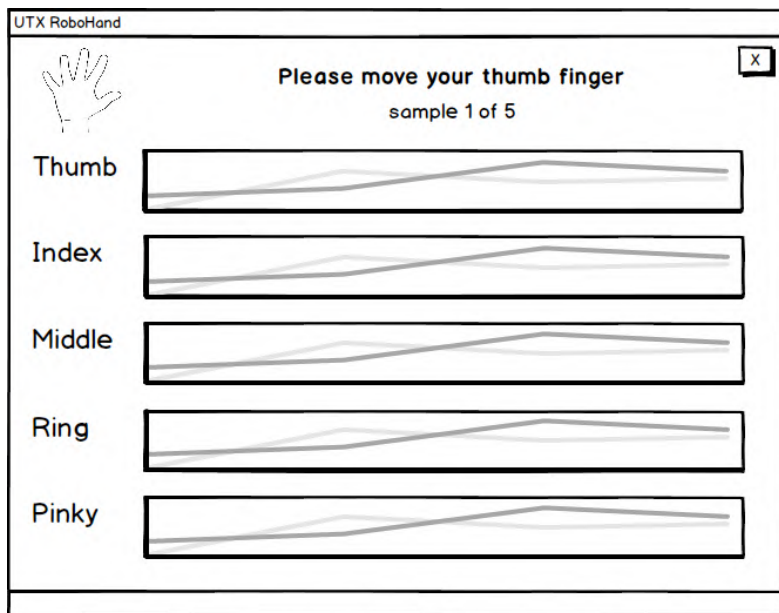 UTX RoboHand
X
Please move your thumb finger
sample 1 of 5
Thumb
Index
Middle
Ring
Pinky